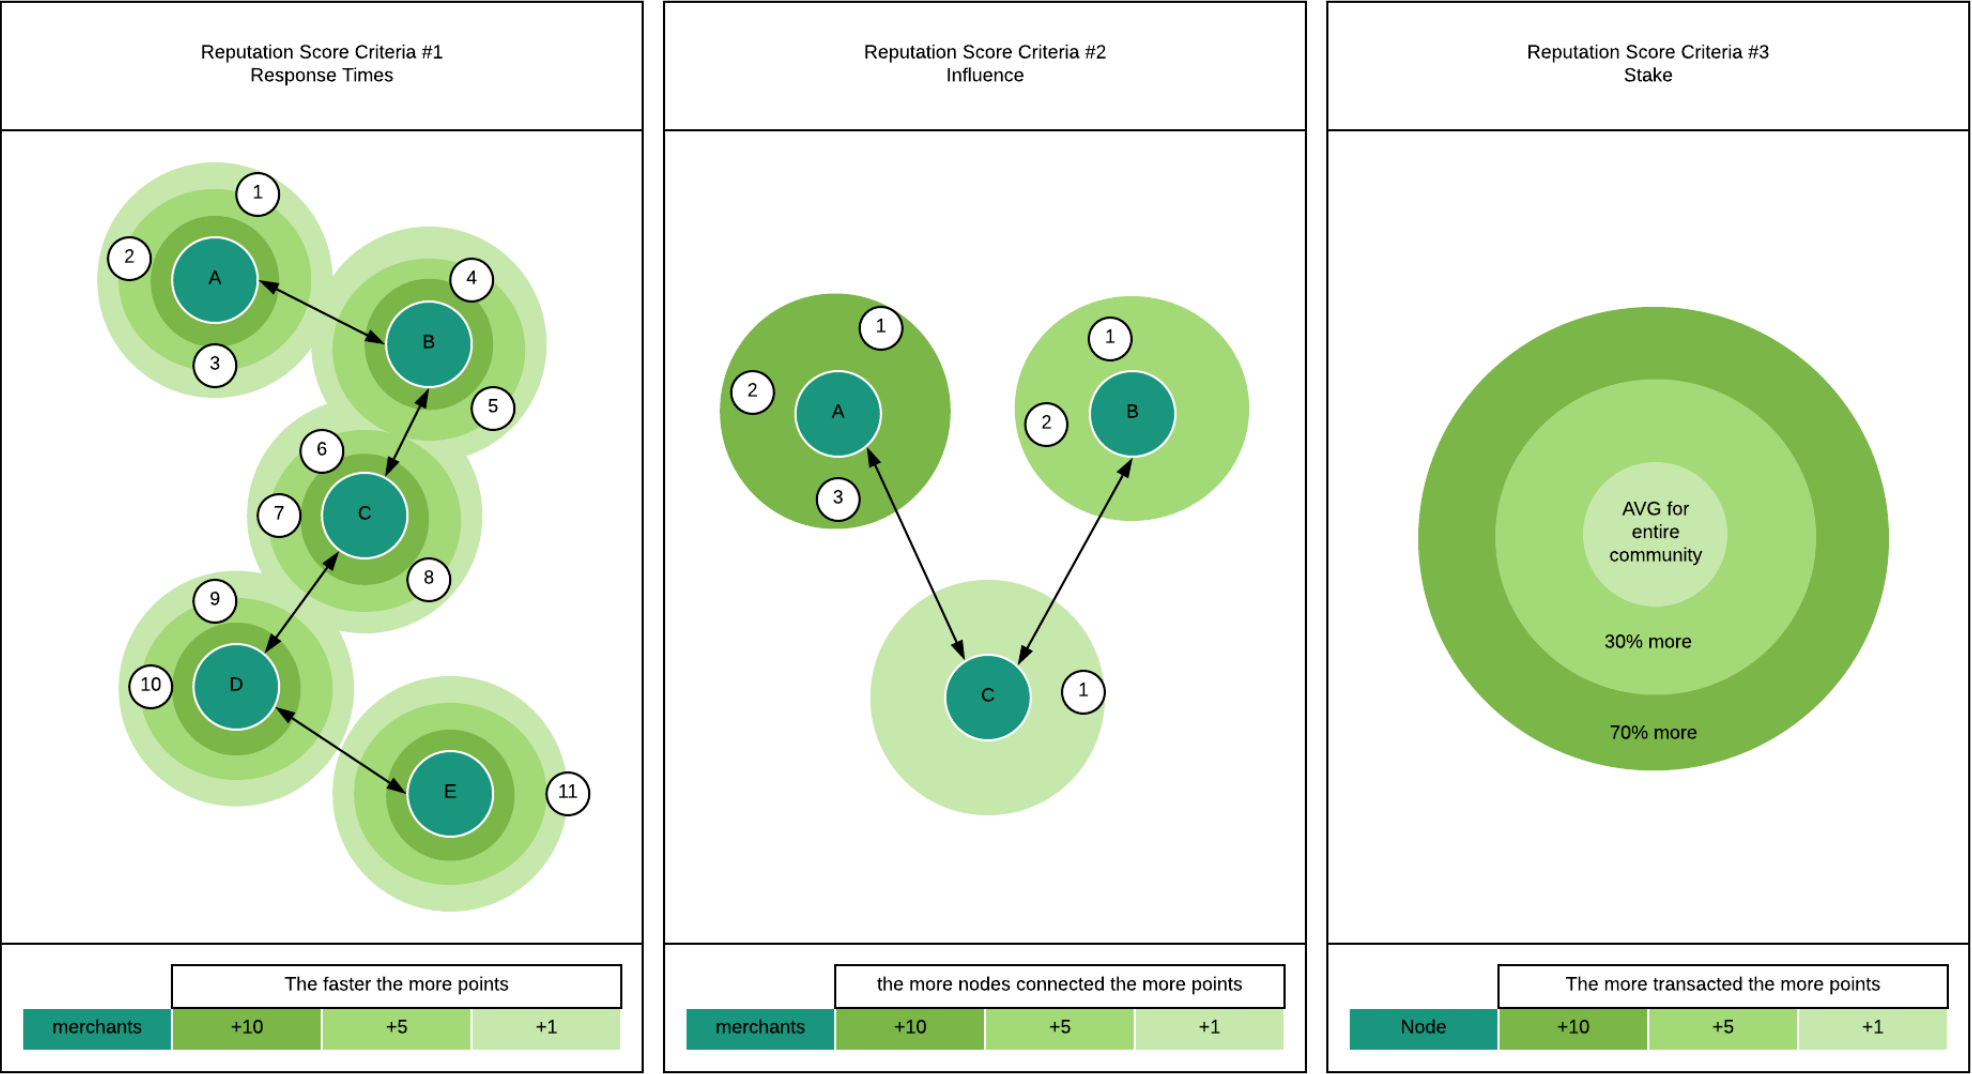 Reputation Score Criteria #1
Response Times
1
2
A
3
4
B
5
6
7
C
8
9
10
D
E
11
The faster the more points
merchants
+10
+5
+1
Reputation Score Criteria #2
Influence
1
2
A
3
1
2
B
C
1
the more nodes connected the more points
merchants
+10
+5
+1
Reputation Score Criteria #3
Stake
AVG for
entire
community
30% more
70% more
The more transacted the more points
Node
+10
+5
+1